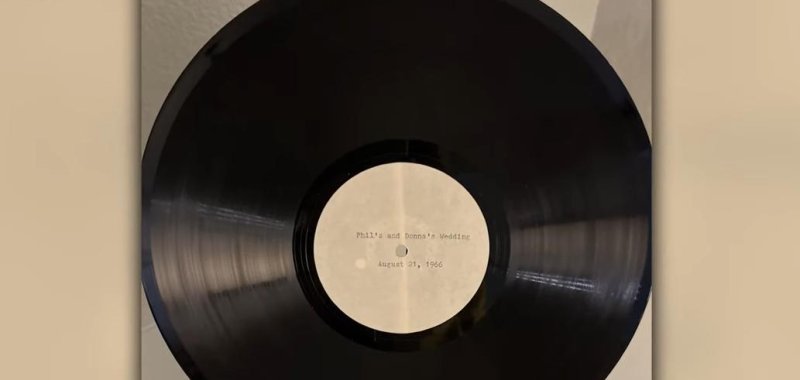 Phil's and Donna's Wedding
August 21, 1966